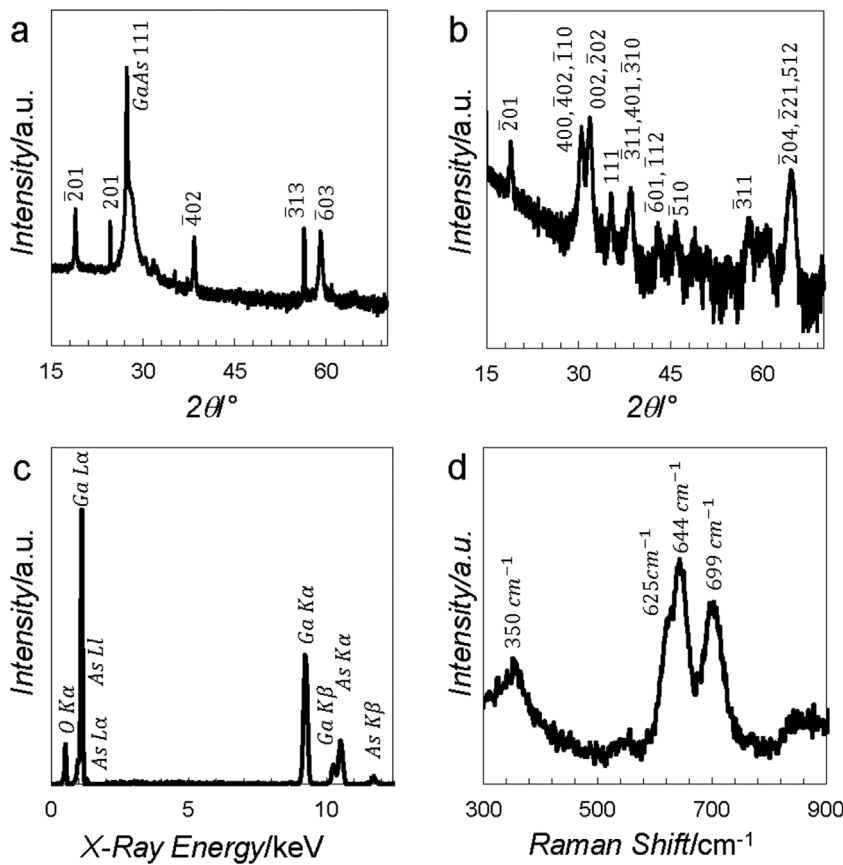 a
Intensity/a.u.
2̅01
201
GaAs 111
4̅02
3̅13
6̅03
15 30 45 60
2θ/°
b
Intensity/a.u.
2̅01
400,4̅02,1̅10
002,2̅02
111
3̅11,401,3̅10
6̅01,1̅12
5̅10
3̅11
2̅04,2̅21,512
15 30 45 60
2θ/°
c
Intensity/a.u.
O Kα
As Lα
As Ll
Ga Lα
Ga Kα
Ga Kβ
As Kα
As Kβ
0 5 10
X-Ray Energy/keV
d
Intensity/a.u.
350 cm⁻¹
625cm⁻¹
644 cm⁻¹
699 cm⁻¹
300 500 700 900
Raman Shift/cm⁻¹